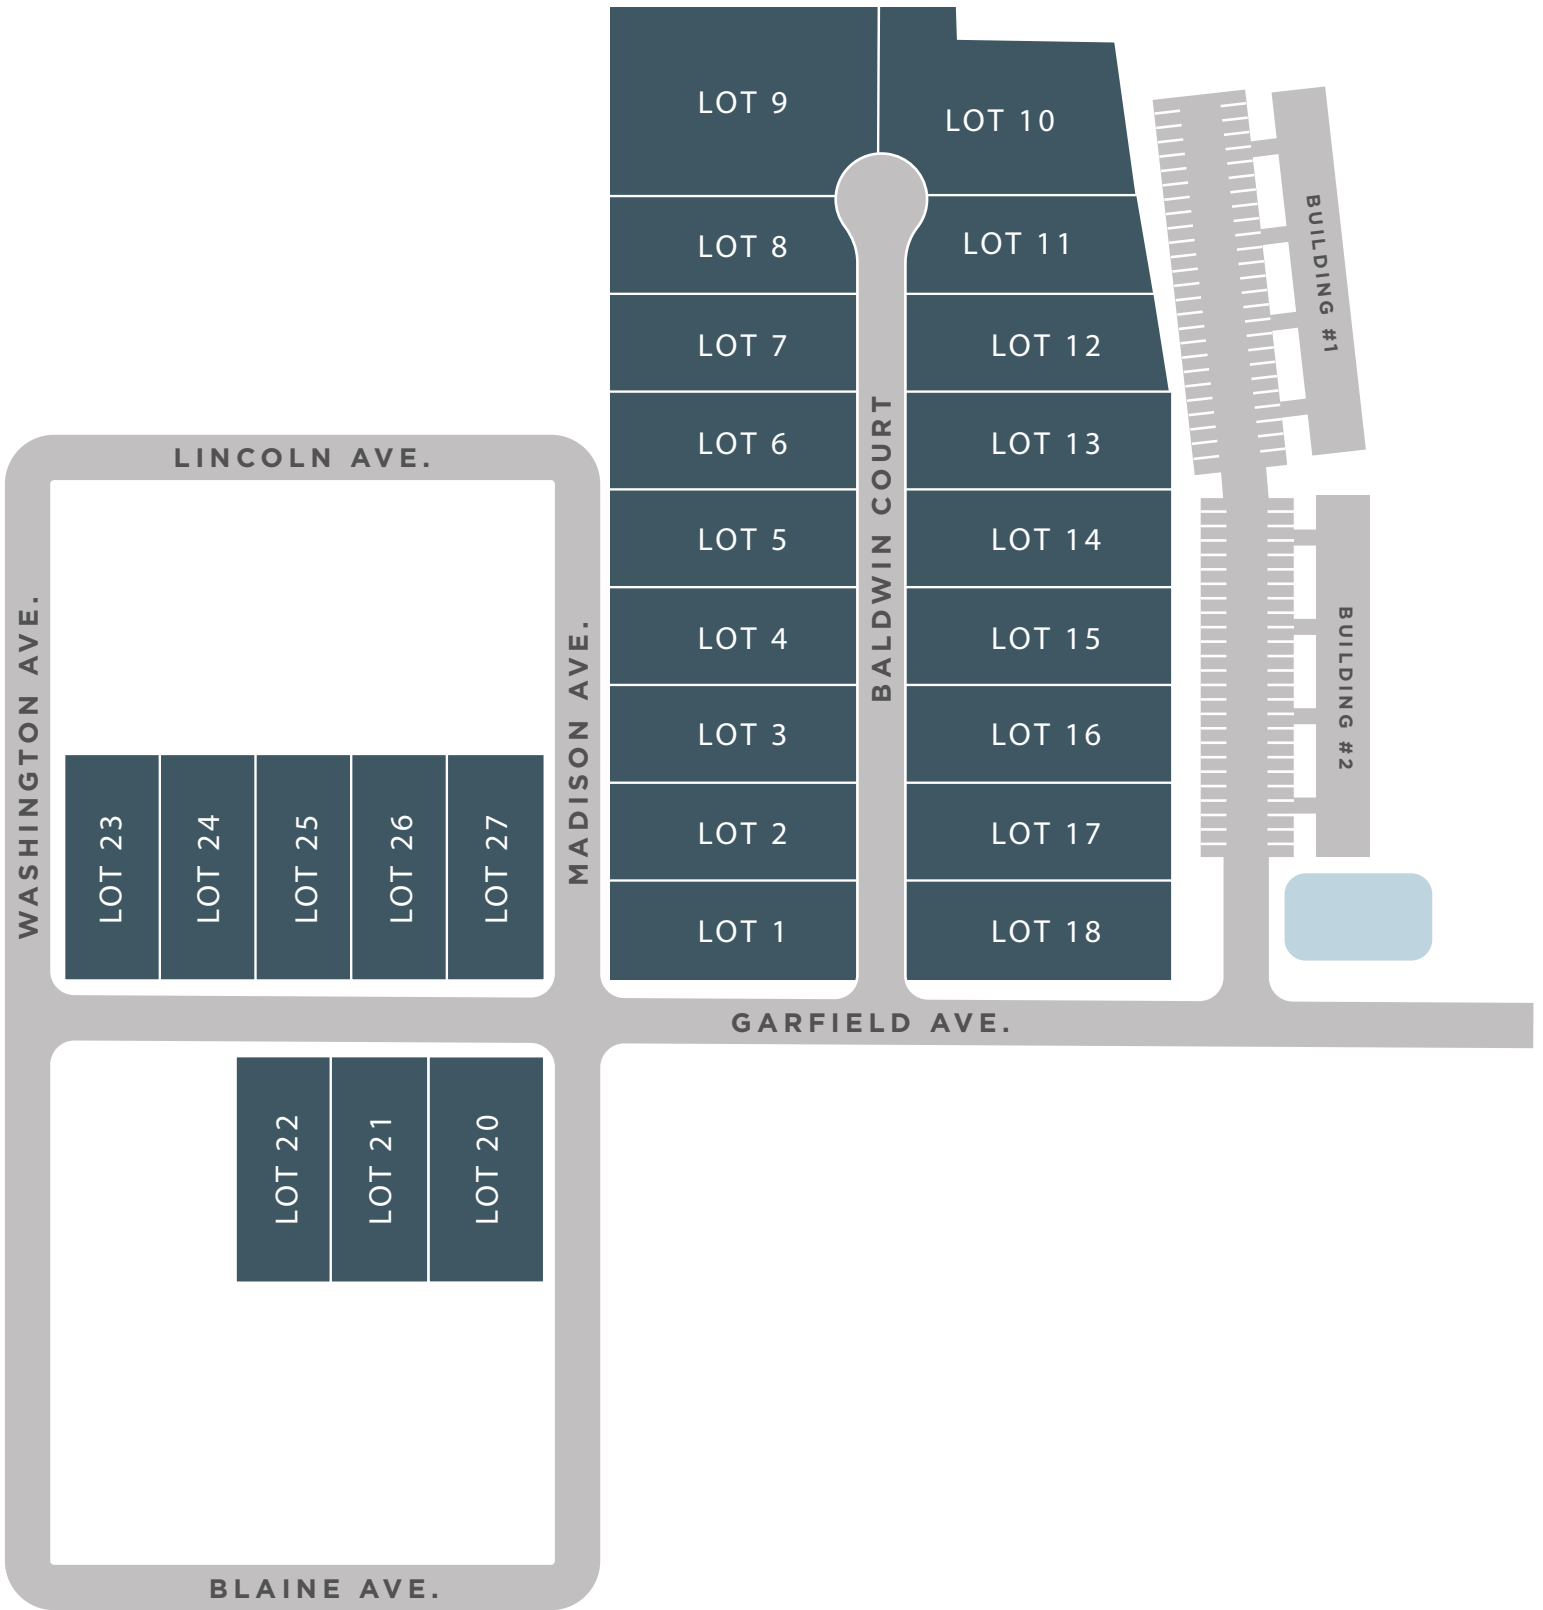 LOT 9
LOT 10
LOT 8
LOT 11
LOT 7
LOT 12
LOT 6
LOT 13
LOT 5
LOT 14
LOT 4
LOT 15
LOT 3
LOT 16
LOT 2
LOT 17
LOT 1
LOT 18
BALDWIN COURT
BUILDING #1
BUILDING #2
LINCOLN AVE.
WASHINGTON AVE.
MADISON AVE.
LOT 23
LOT 24
LOT 25
LOT 26
LOT 27
GARFIELD AVE.
LOT 22
LOT 21
LOT 20
BLAINE AVE.